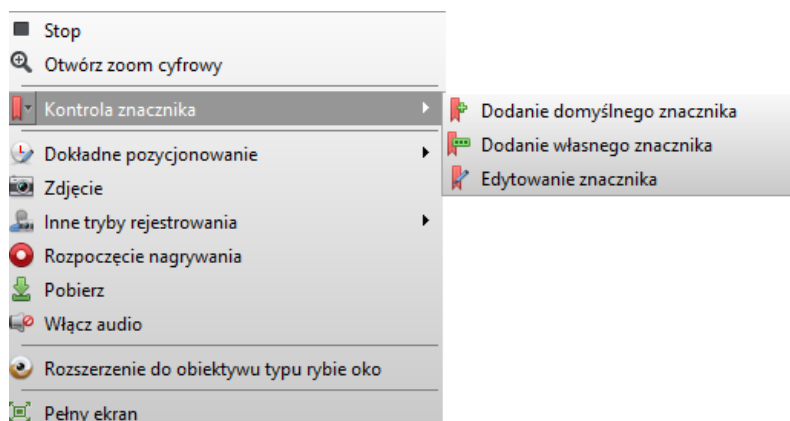 Stop
Otwórz zoom cyfrowy
Kontrola znacznika
Dodanie domyślnego znacznika
Dodanie własnego znacznika
Edytowanie znacznika
Dokładne pozycjonowanie
Zdjęcie
Inne tryby rejestrowania
Rozpoczęcie nagrywania
Pobierz
Włącz audio
Rozszerzenie do obiektywu typu rybie oko
Pełny ekran